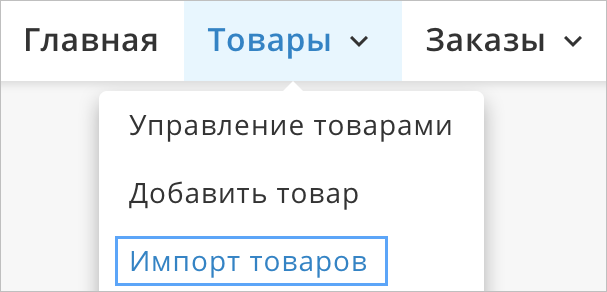 Главная Товары Заказы
Управление товарами
Добавить товар
Импорт товаров